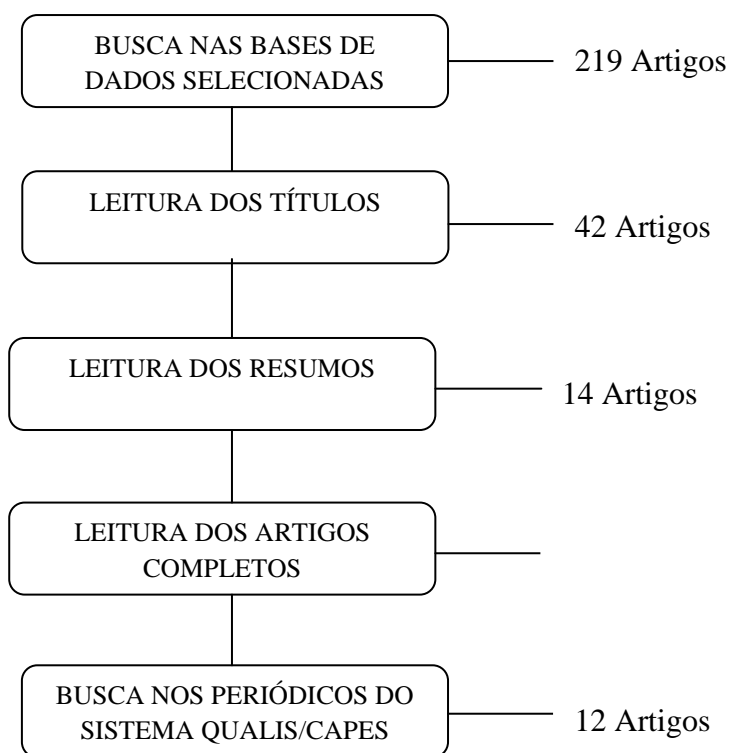 BUSCA NAS BASES DE
DADOS SELECIONADAS
219 Artigos
LEITURA DOS TÍTULOS
42 Artigos
LEITURA DOS RESUMOS
14 Artigos
LEITURA DOS ARTIGOS
COMPLETOS
BUSCA NOS PERIÓDICOS DO
SISTEMA QUALIS/CAPES
12 Artigos